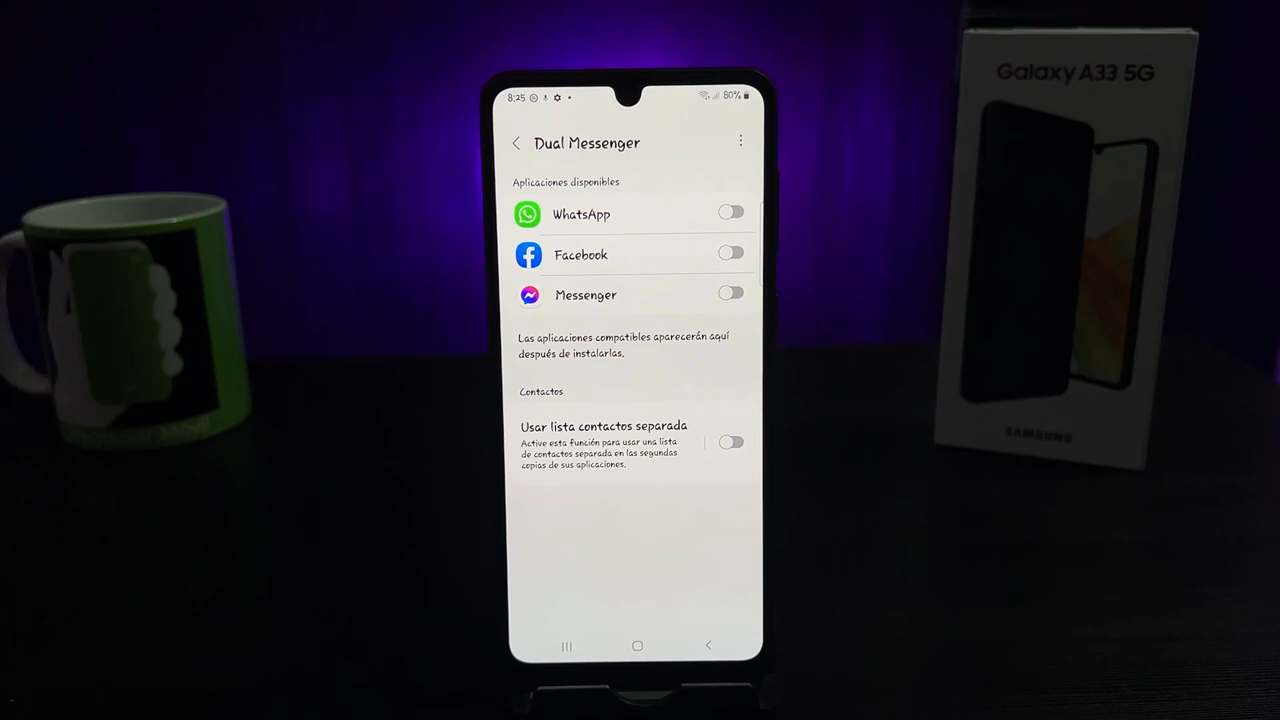 Galaxy A33 5G
8:25
80%
Dual Messenger
Aplicaciones disponibles
WhatsApp
Facebook
Messenger
Las aplicaciones compatibles aparecerán aquí
después de instalarlas.
Contactos
Usar lista contactos separada
Active esta función para usar una lista
de contactos separada en las segundas
copias de sus aplicaciones.
SAMSUNG